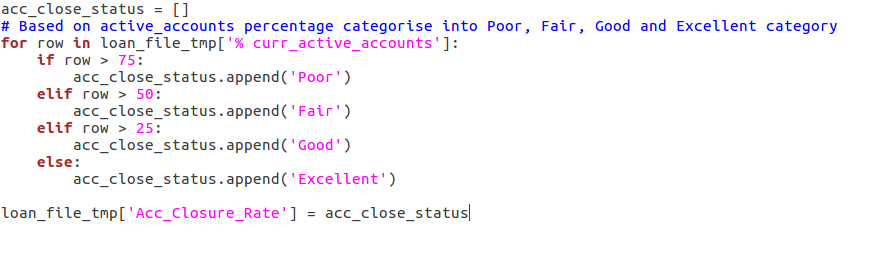 acc_close_status = []
# Based on active_accounts percentage categorise into Poor, Fair, Good and Excellent category
for row in loan_file_tmp['% curr_active_accounts']:
    if row > 75:
        acc_close_status.append('Poor')
    elif row > 50:
        acc_close_status.append('Fair')
    elif row > 25:
        acc_close_status.append('Good')
    else:
        acc_close_status.append('Excellent')

loan_file_tmp['Acc_Closure_Rate'] = acc_close_status